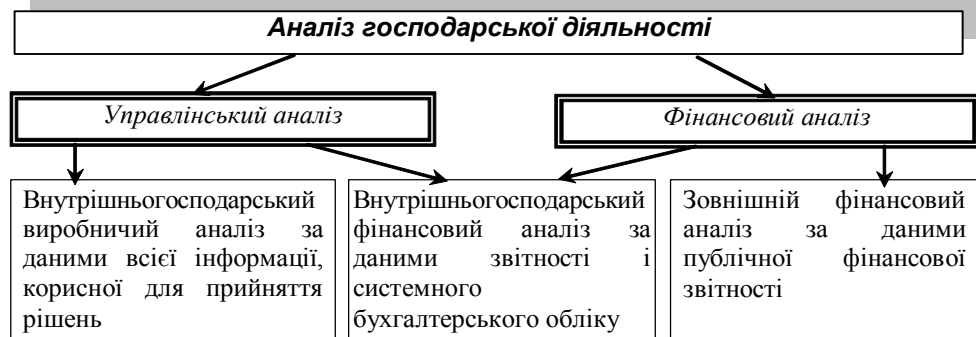 Аналіз господарської діяльності
Управлінський аналіз
Фінансовий аналіз
Внутрішньогосподарський
виробничий аналіз за
даними всієї інформації,
корисної для прийняття
рішень
Внутрішньогосподарський
фінансовий аналіз за
даними звітності і
системного
бухгалтерського обліку
Зовнішній фінансовий
аналіз за даними
публічної фінансової
звітності